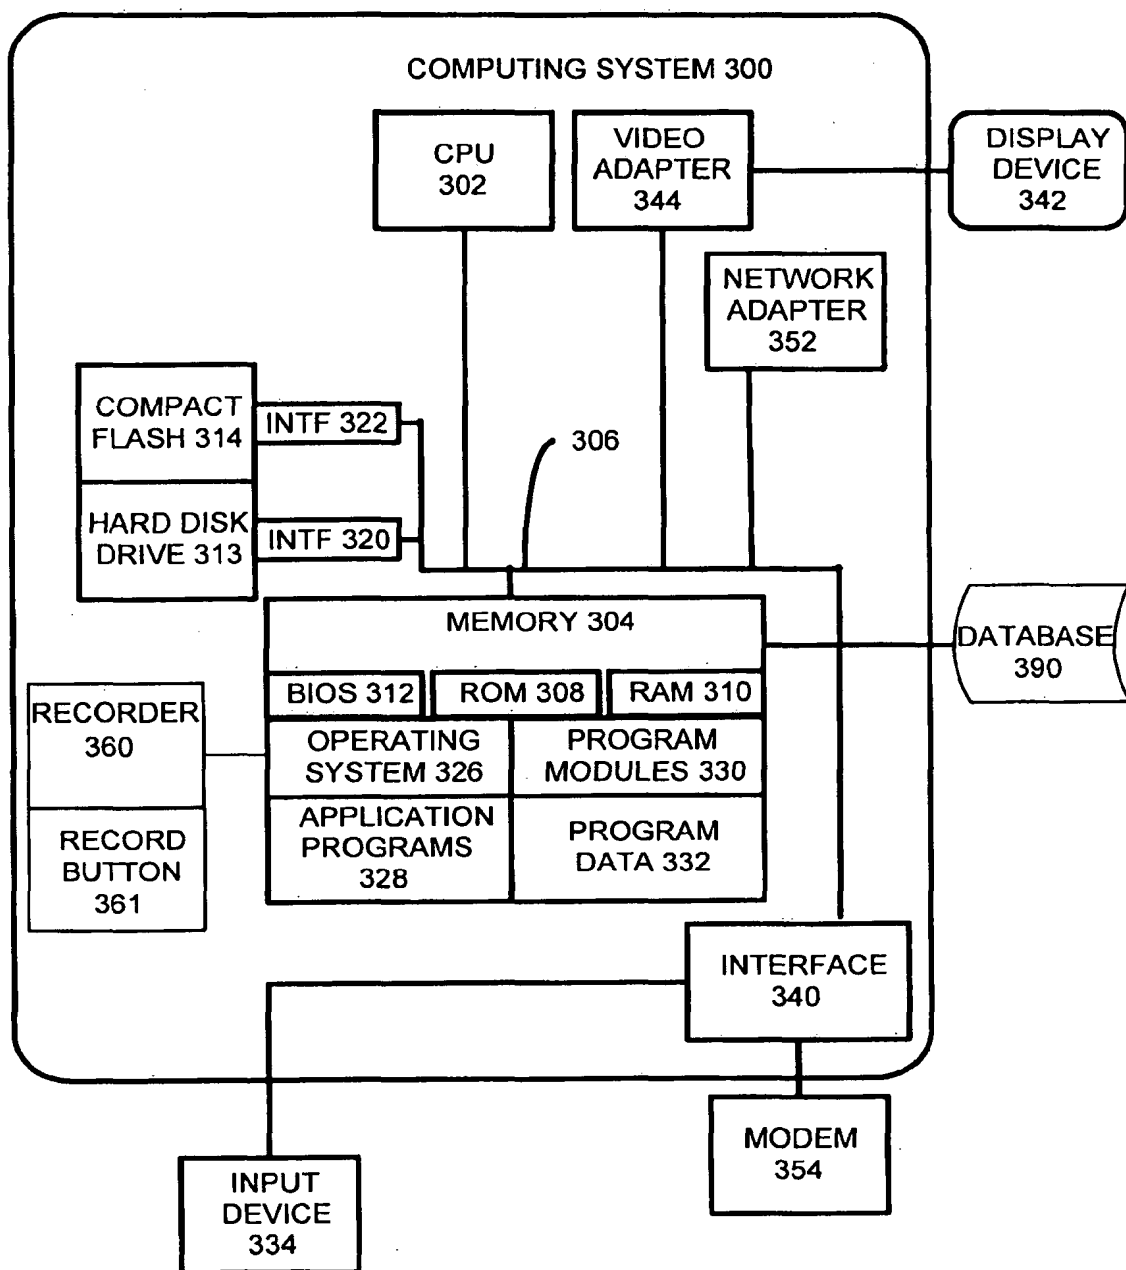 COMPUTING SYSTEM 300
CPU
302
VIDEO
ADAPTER
344
DISPLAY
DEVICE
342
NETWORK
ADAPTER
352
COMPACT
FLASH 314
INTF 322
306
HARD DISK
DRIVE 313
INTF 320
MEMORY 304
DATABASE
390
BIOS 312
ROM 308
RAM 310
RECORDER
360
OPERATING
SYSTEM 326
PROGRAM
MODULES 330
RECORD
BUTTON
361
APPLICATION
PROGRAMS
328
PROGRAM
DATA 332
INTERFACE
340
MODEM
354
INPUT
DEVICE
334